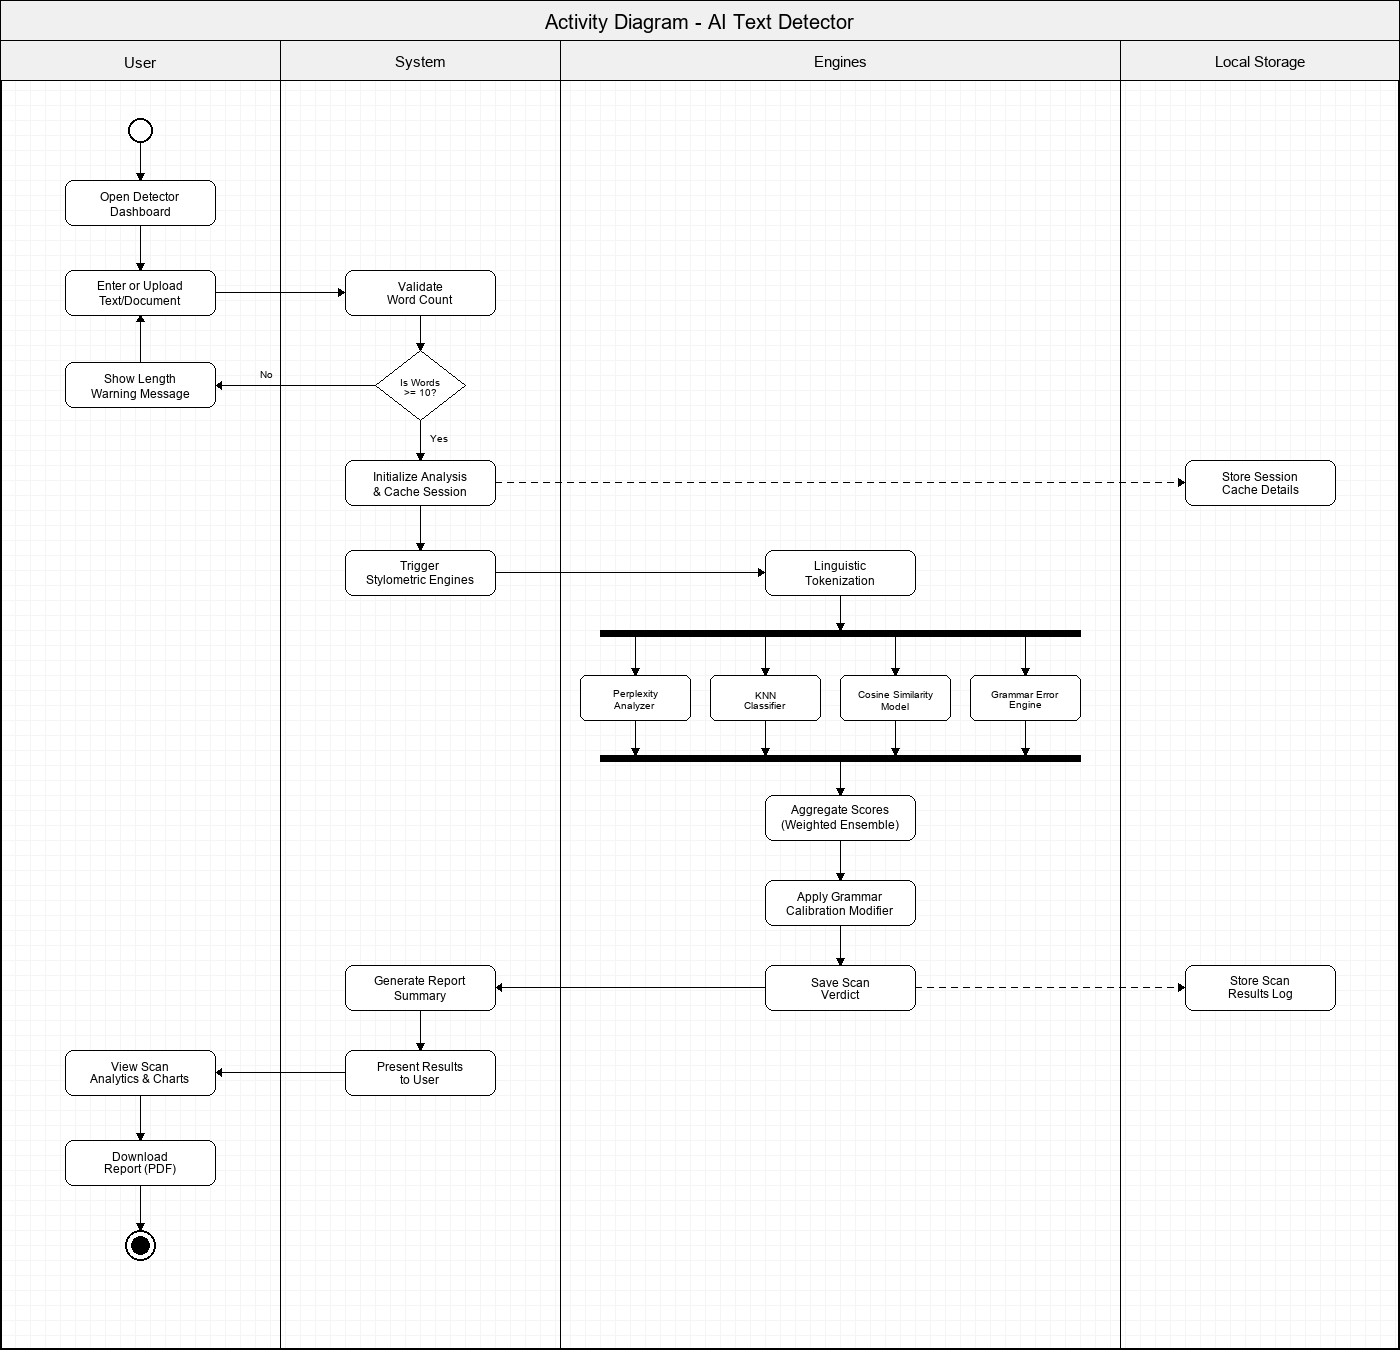 Activity Diagram - AI Text Detector
User
System
Engines
Local Storage
Open Detector
Dashboard
Enter or Upload
Text/Document
Validate
Word Count
Show Length
Warning Message
No
Is Words
>= 10?
Yes
Initialize Analysis
& Cache Session
Store Session
Cache Details
Trigger
Stylometric Engines
Linguistic
Tokenization
Perplexity
Analyzer
KNN
Classifier
Cosine Similarity
Model
Grammar Error
Engine
Aggregate Scores
(Weighted Ensemble)
Apply Grammar
Calibration Modifier
Generate Report
Summary
Save Scan
Verdict
Store Scan
Results Log
View Scan
Analytics & Charts
Present Results
to User
Download
Report (PDF)